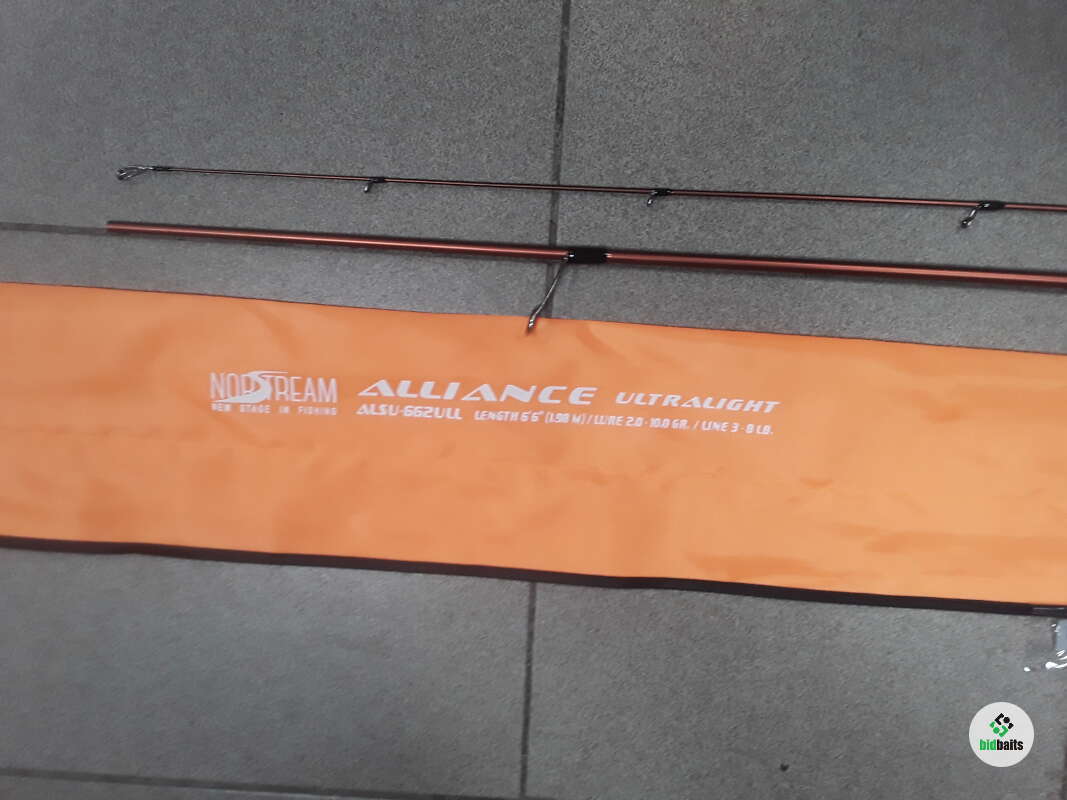 NORSTREAM
NEW STAGE IN FISHING
ALLIANCE ULTRALIGHT
ALSU-662ULL LENGTH 6'6" (1.98 M) / LURE 2.0 - 10.0 GR. / LINE 3 - 8 LB.
bidbaits